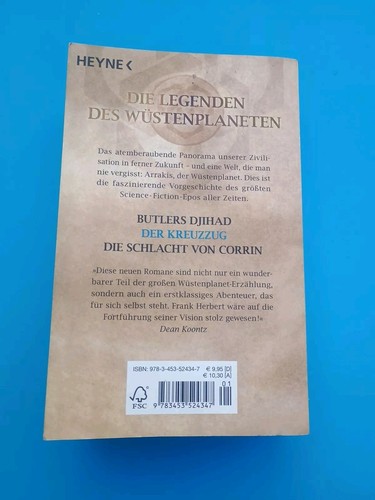 HEYNE<
DIE LEGENDEN
DES WÜSTENPLANETEN
Das atemberaubende Panorama unserer Zivili-
sation in ferner Zukunft – und eine Welt, die man
nie vergisst: Arrakis, der Wüstenplanet. Dies ist
die faszinierende Vorgeschichte des größten
Science-Fiction-Epos aller Zeiten.
BUTLERS DJIHAD
DER KREUZZUG
DIE SCHLACHT VON CORRIN
»Diese neuen Romane sind nicht nur ein wunder-
barer Teil der großen Wüstenplanet-Erzählung,
sondern auch ein erstklassiges Abenteuer, das
für sich selbst steht. Frank Herbert wäre auf die
Fortführung seiner Vision stolz gewesen!«
Dean Koontz
ISBN: 978-3-453-52434-7
€ 9,95 [D]
€ 10,30 [A]
01
FSC
9 783453 524347